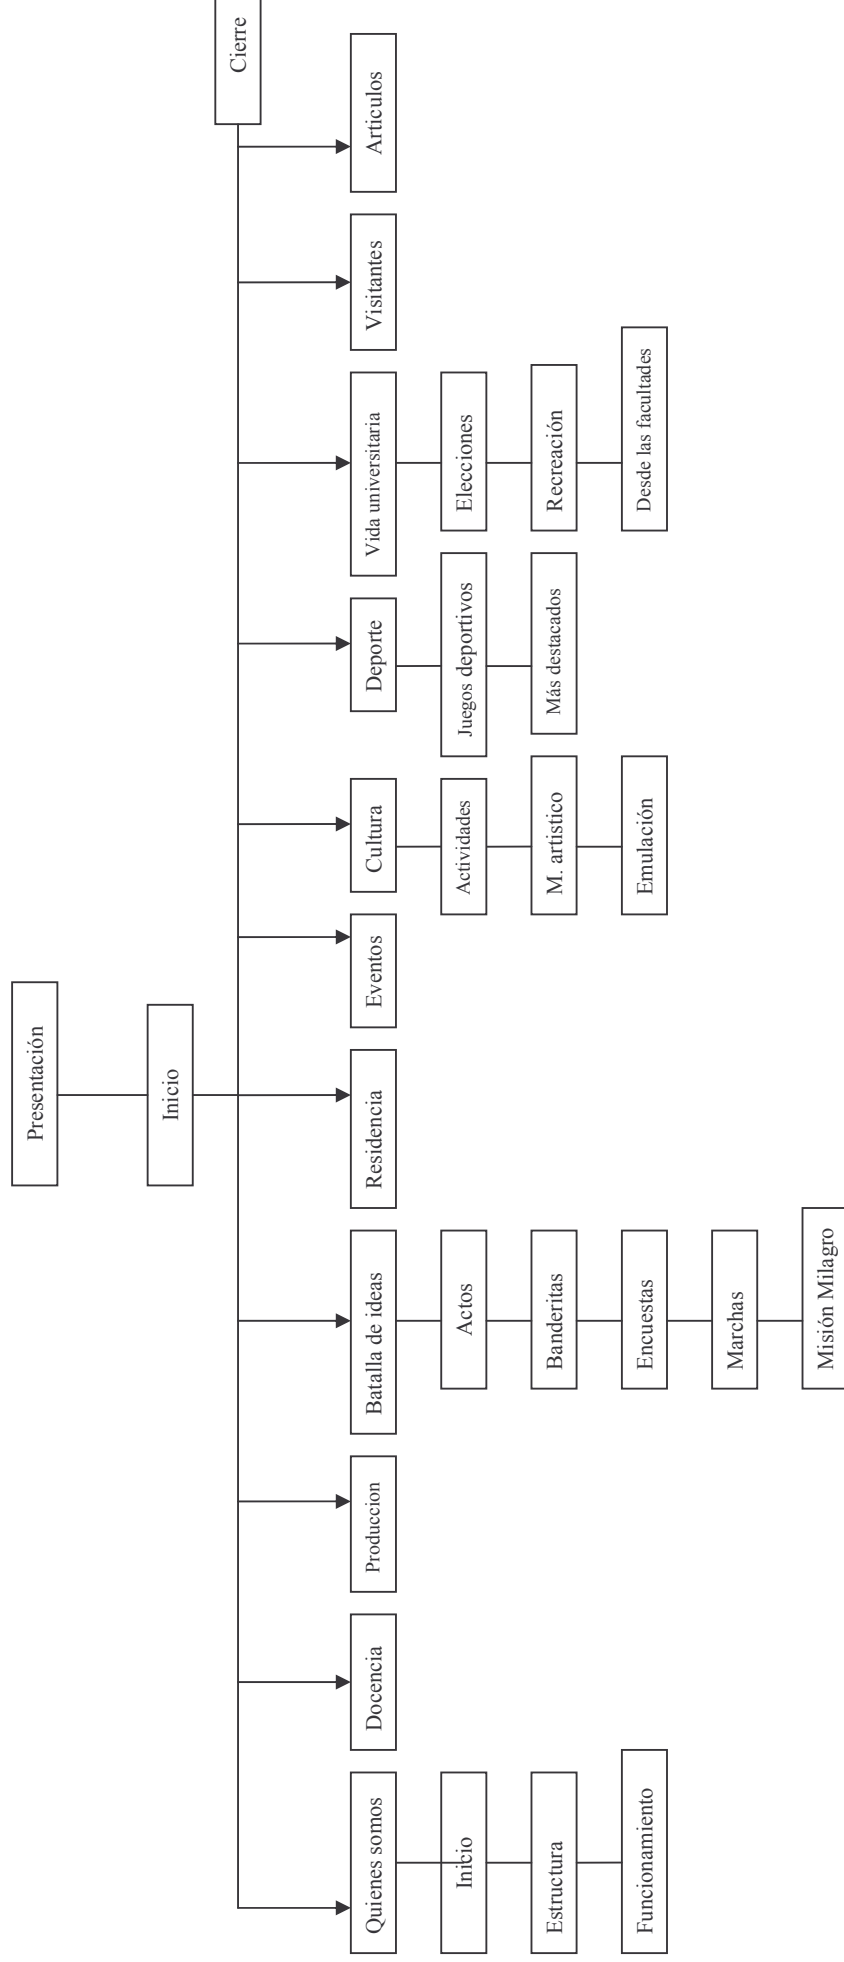 Presentación
Inicio
Cierre
Quienes somos
Inicio
Estructura
Funcionamiento
Docencia
Produccion
Batalla de ideas
Actos
Banderitas
Encuestas
Marchas
Misión Milagro
Residencia
Eventos
Cultura
Actividades
M. artistico
Emulación
Deporte
Juegos deportivos
Más destacados
Vida universitaria
Elecciones
Recreación
Desde las facultades
Visitantes
Articulos